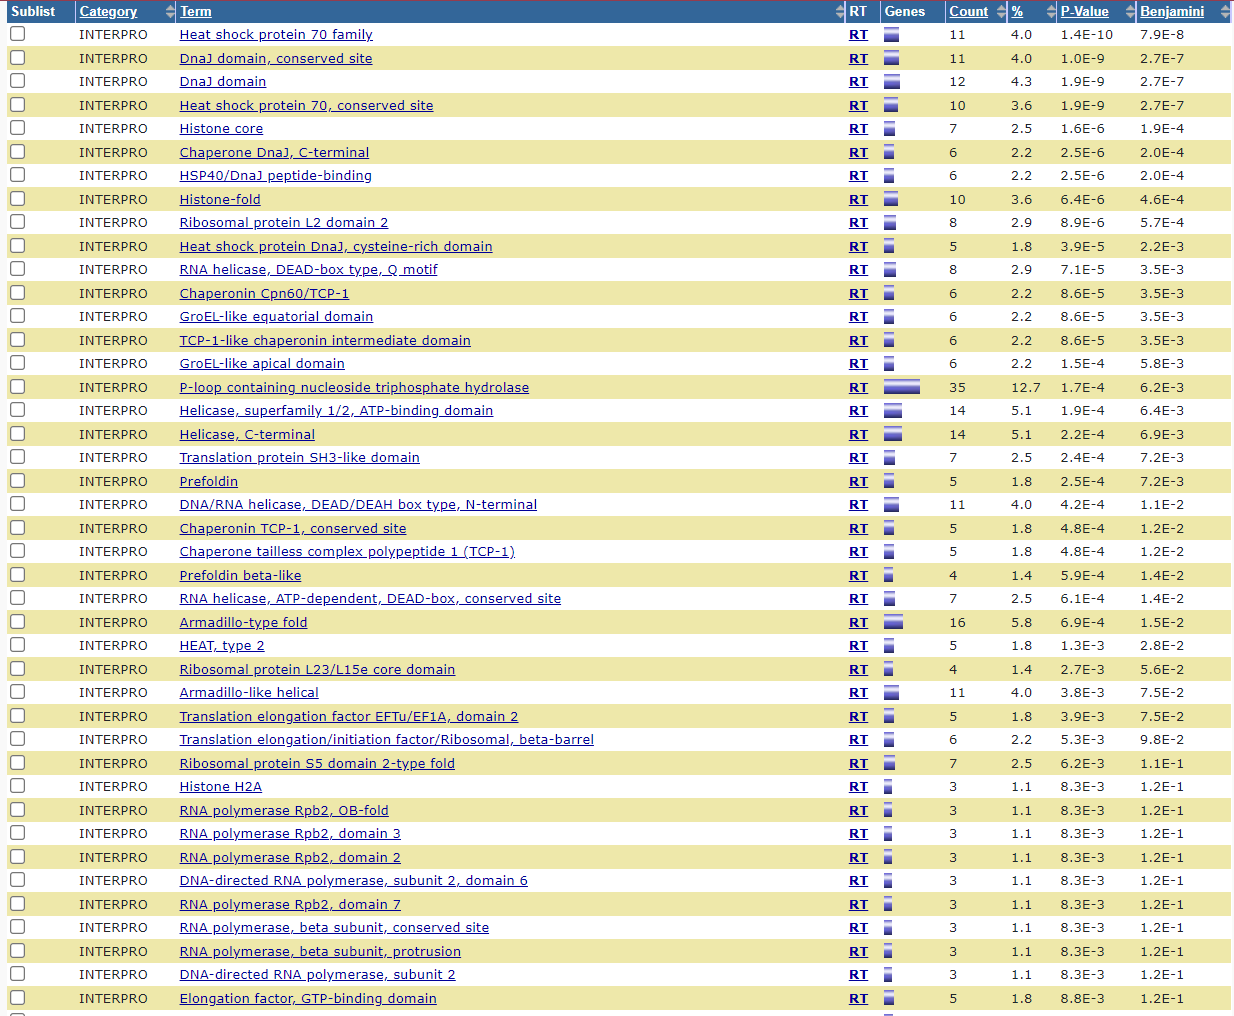 Sublist Category Term RT Genes Count % P-Value Benjamini
INTERPRO Heat shock protein 70 family RT 11 4.0 1.4E-10 7.9E-8
INTERPRO DnaJ domain, conserved site RT 11 4.0 1.0E-9 2.7E-7
INTERPRO DnaJ domain RT 12 4.3 1.9E-9 2.7E-7
INTERPRO Heat shock protein 70, conserved site RT 10 3.6 1.9E-9 2.7E-7
INTERPRO Histone core RT 7 2.5 1.6E-6 1.9E-4
INTERPRO Chaperone DnaJ, C-terminal RT 6 2.2 2.5E-6 2.0E-4
INTERPRO HSP40/DnaJ peptide-binding RT 6 2.2 2.5E-6 2.0E-4
INTERPRO Histone-fold RT 10 3.6 6.4E-6 4.6E-4
INTERPRO Ribosomal protein L2 domain 2 RT 8 2.9 8.9E-6 5.7E-4
INTERPRO Heat shock protein DnaJ, cysteine-rich domain RT 5 1.8 3.9E-5 2.2E-3
INTERPRO RNA helicase, DEAD-box type, Q motif RT 8 2.9 7.1E-5 3.5E-3
INTERPRO Chaperonin Cpn60/TCP-1 RT 6 2.2 8.6E-5 3.5E-3
INTERPRO GroEL-like equatorial domain RT 6 2.2 8.6E-5 3.5E-3
INTERPRO TCP-1-like chaperonin intermediate domain RT 6 2.2 8.6E-5 3.5E-3
INTERPRO GroEL-like apical domain RT 6 2.2 1.5E-4 5.8E-3
INTERPRO P-loop containing nucleoside triphosphate hydrolase RT 35 12.7 1.7E-4 6.2E-3
INTERPRO Helicase, superfamily 1/2, ATP-binding domain RT 14 5.1 1.9E-4 6.4E-3
INTERPRO Helicase, C-terminal RT 14 5.1 2.2E-4 6.9E-3
INTERPRO Translation protein SH3-like domain RT 7 2.5 2.4E-4 7.2E-3
INTERPRO Prefoldin RT 5 1.8 2.5E-4 7.2E-3
INTERPRO DNA/RNA helicase, DEAD/DEAH box type, N-terminal RT 11 4.0 4.2E-4 1.1E-2
INTERPRO Chaperonin TCP-1, conserved site RT 5 1.8 4.8E-4 1.2E-2
INTERPRO Chaperone tailless complex polypeptide 1 (TCP-1) RT 5 1.8 4.8E-4 1.2E-2
INTERPRO Prefoldin beta-like RT 4 1.4 5.9E-4 1.4E-2
INTERPRO RNA helicase, ATP-dependent, DEAD-box, conserved site RT 7 2.5 6.1E-4 1.4E-2
INTERPRO Armadillo-type fold RT 16 5.8 6.9E-4 1.5E-2
INTERPRO HEAT, type 2 RT 5 1.8 1.3E-3 2.8E-2
INTERPRO Ribosomal protein L23/L15e core domain RT 4 1.4 2.7E-3 5.6E-2
INTERPRO Armadillo-like helical RT 11 4.0 3.8E-3 7.5E-2
INTERPRO Translation elongation factor EFTu/EF1A, domain 2 RT 5 1.8 3.9E-3 7.5E-2
INTERPRO Translation elongation/initiation factor/Ribosomal, beta-barrel RT 6 2.2 5.3E-3 9.8E-2
INTERPRO Ribosomal protein S5 domain 2-type fold RT 7 2.5 6.2E-3 1.1E-1
INTERPRO Histone H2A RT 3 1.1 8.3E-3 1.2E-1
INTERPRO RNA polymerase Rpb2, OB-fold RT 3 1.1 8.3E-3 1.2E-1
INTERPRO RNA polymerase Rpb2, domain 3 RT 3 1.1 8.3E-3 1.2E-1
INTERPRO RNA polymerase Rpb2, domain 2 RT 3 1.1 8.3E-3 1.2E-1
INTERPRO DNA-directed RNA polymerase, subunit 2, domain 6 RT 3 1.1 8.3E-3 1.2E-1
INTERPRO RNA polymerase Rpb2, domain 7 RT 3 1.1 8.3E-3 1.2E-1
INTERPRO RNA polymerase, beta subunit, conserved site RT 3 1.1 8.3E-3 1.2E-1
INTERPRO RNA polymerase, beta subunit, protrusion RT 3 1.1 8.3E-3 1.2E-1
INTERPRO DNA-directed RNA polymerase, subunit 2 RT 3 1.1 8.3E-3 1.2E-1
INTERPRO Elongation factor, GTP-binding domain RT 5 1.8 8.8E-3 1.2E-1